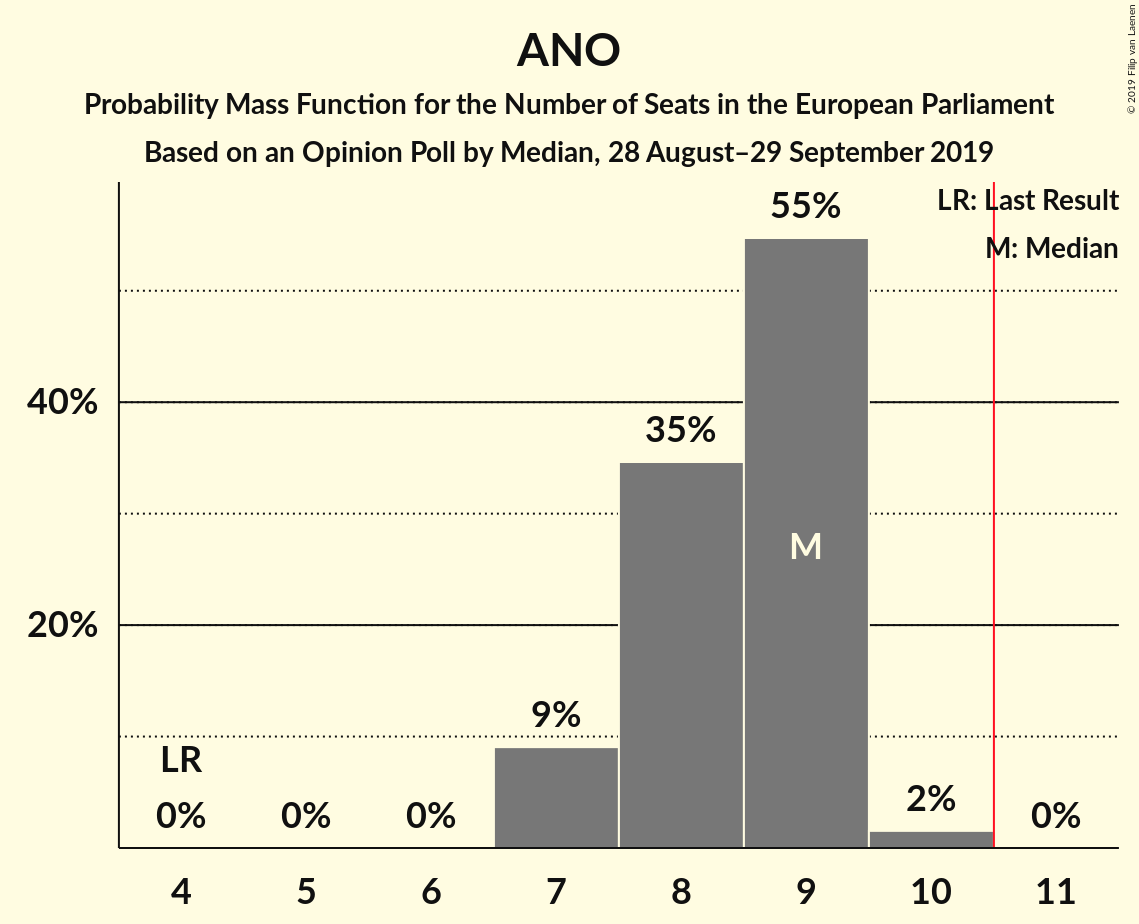 ANO
Probability Mass Function for the Number of Seats in the European Parliament
Based on an Opinion Poll by Median, 28 August–29 September 2019
© 2019 Filip van Laenen
LR: Last Result
M: Median
55%
40%
35%
M
20%
9%
LR
0%
0%
0%
2%
0%
4
5
6
7
8
9
10
11